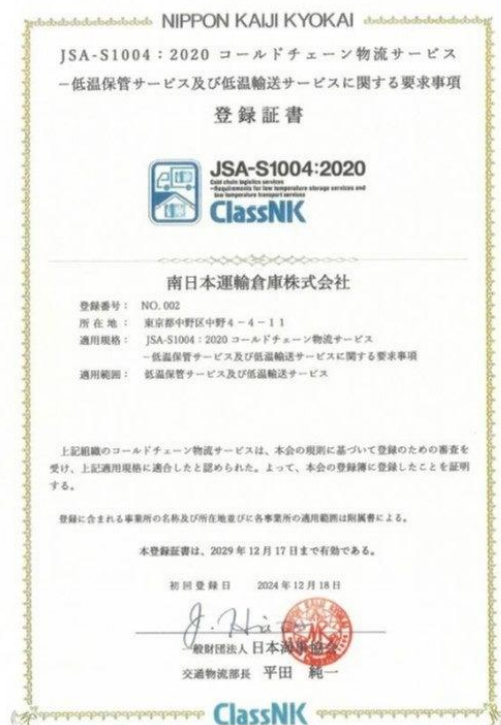 NIPPON KAIJI KYOKAI
JSA-S1004：2020 コールドチェーン物流サービス
－低温保管サービス及び低温輸送サービスに関する要求事項
登録証書
JSA-S1004:2020
Cold chain logistics services
-Requirements for low temperature storage services and
low temperature transport services
ClassNK
南日本運輸倉庫株式会社
登録番号： NO.002
所在地： 東京都中野区中野４－４－１１
適用規格： JSA-S1004：2020 コールドチェーン物流サービス
－低温保管サービス及び低温輸送サービスに関する要求事項
適用範囲： 低温保管サービス及び低温輸送サービス
上記組織のコールドチェーン物流サービスは、本会の規則に基づいて登録のための審査を
受け、上記適用規格に適合したと認められた。よって、本会の登録簿に登録したことを証明
する。
登録に含まれる事業所の名称及び所在地並びに各事業所の適用範囲は附属書による。
本登録証書は、2029年12月17日まで有効である。
初回登録日 2024年12月18日
J. Hirata
一般財団法人 日本海事協会
交通物流部長 平田 純一
ClassNK